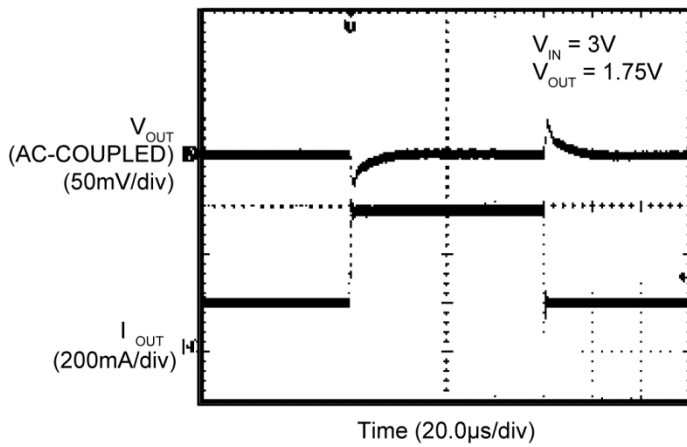 V_IN = 3V
V_OUT = 1.75V
V_OUT
(AC-COUPLED)
(50mV/div)
I_OUT
(200mA/div)
Time (20.0µs/div)